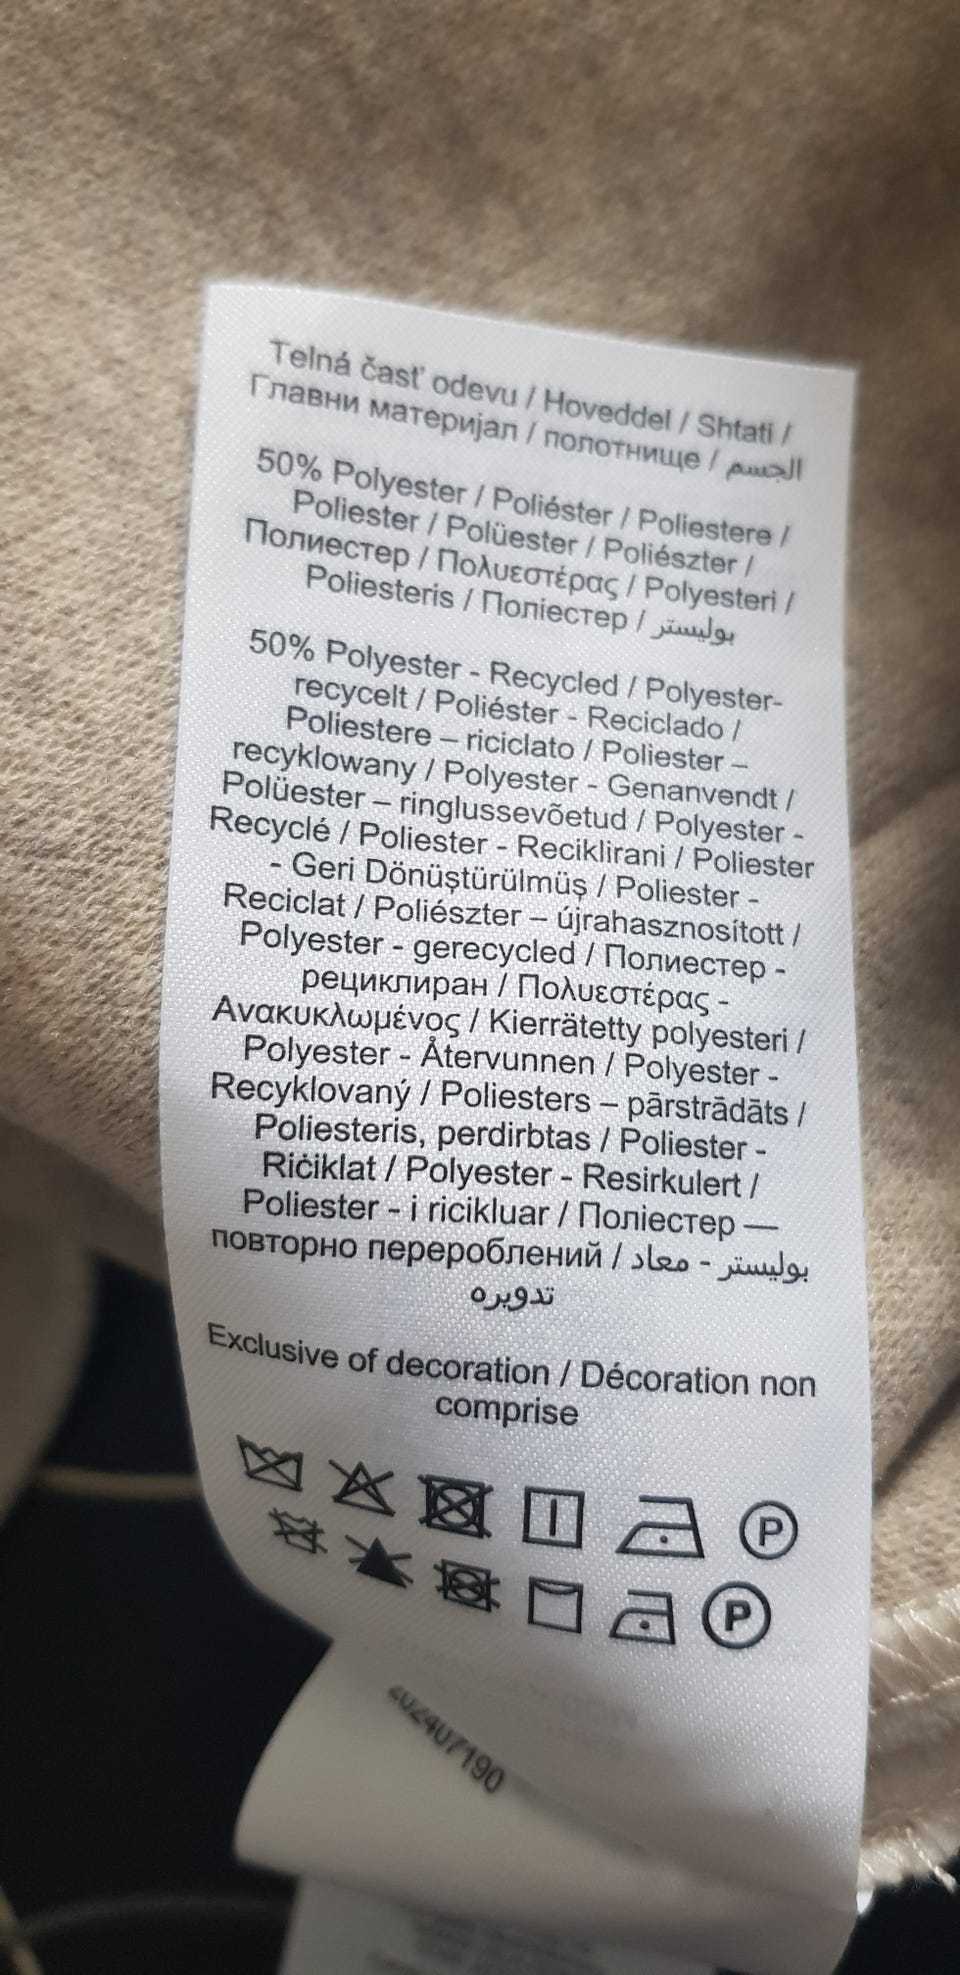 Telná časť odevu / Hoveddel / Shtati /
Главни материјал / полотнище / الجسم
50% Polyester / Poliéster / Poliestere /
Poliester / Polüester / Poliészter /
Полиестер / Πολυεστέρας / Polyesteri /
Poliesteris / Поліестер / بوليستر
50% Polyester - Recycled / Polyester-
recycelt / Poliéster - Reciclado /
Poliestere – riciclato / Poliester –
recyklowany / Polyester - Genanvendt /
Polüester – ringlussevõetud / Polyester -
Recyclé / Poliester - Reciklirani / Poliester
- Geri Dönüştürülmüş / Poliester -
Reciclat / Poliészter – újrahasznosított /
Polyester - gerecycled / Полиестер -
рециклиран / Πολυεστέρας -
Ανακυκλωμένος / Kierrätetty polyesteri /
Polyester - Återvunnen / Polyester -
Recyklovaný / Poliesters – pārstrādāts /
Poliesteris, perdirbtas / Poliester -
Riċiklat / Polyester - Resirkulert /
Poliester - i ricikluar / Поліестер —
повторно перероблений / بوليستر - معاد
تدويره
Exclusive of decoration / Décoration non
comprise
P
P
202407190